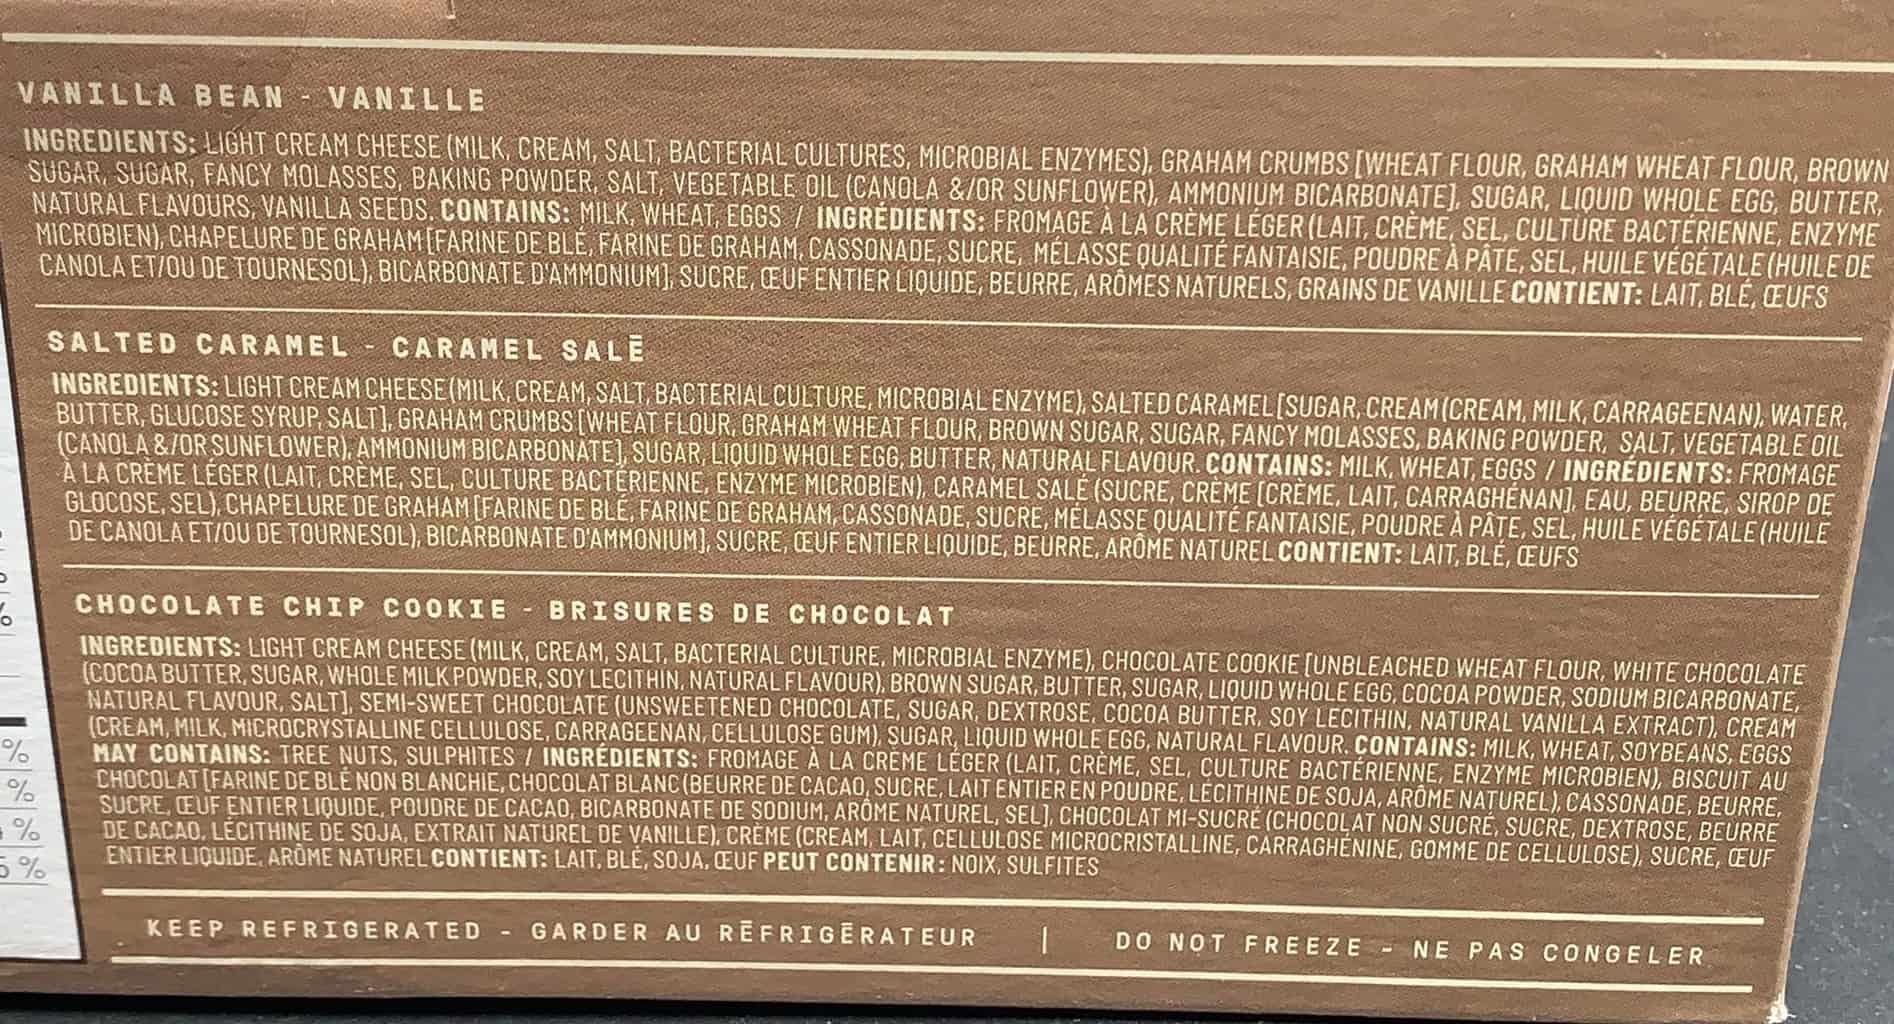 VANILLA BEAN - VANILLE
INGREDIENTS: LIGHT CREAM CHEESE (MILK, CREAM, SALT, BACTERIAL CULTURES, MICROBIAL ENZYMES), GRAHAM CRUMBS [WHEAT FLOUR, GRAHAM WHEAT FLOUR, BROWN
SUGAR, SUGAR, FANCY MOLASSES, BAKING POWDER, SALT, VEGETABLE OIL (CANOLA &/OR SUNFLOWER), AMMONIUM BICARBONATE], SUGAR, LIQUID WHOLE EGG, BUTTER,
NATURAL FLAVOURS, VANILLA SEEDS. CONTAINS: MILK, WHEAT, EGGS / INGRÉDIENTS: FROMAGE À LA CRÈME LÉGER (LAIT, CRÈME, SEL, CULTURE BACTÉRIENNE, ENZYME
MICROBIEN), CHAPELURE DE GRAHAM [FARINE DE BLÉ, FARINE DE GRAHAM, CASSONADE, SUCRE, MÉLASSE QUALITÉ FANTAISIE, POUDRE À PÂTE, SEL, HUILE VÉGÉTALE (HUILE DE
CANOLA ET/OU DE TOURNESOL), BICARBONATE D'AMMONIUM], SUCRE, ŒUF ENTIER LIQUIDE, BEURRE, ARÔMES NATURELS, GRAINS DE VANILLE CONTIENT: LAIT, BLÉ, ŒUFS
SALTED CARAMEL - CARAMEL SALĒ
INGREDIENTS: LIGHT CREAM CHEESE (MILK, CREAM, SALT, BACTERIAL CULTURE, MICROBIAL ENZYME), SALTED CARAMEL [SUGAR, CREAM (CREAM, MILK, CARRAGEENAN), WATER,
BUTTER, GLUCOSE SYRUP, SALT], GRAHAM CRUMBS [WHEAT FLOUR, GRAHAM WHEAT FLOUR, BROWN SUGAR, SUGAR, FANCY MOLASSES, BAKING POWDER, SALT, VEGETABLE OIL
(CANOLA &/OR SUNFLOWER), AMMONIUM BICARBONATE], SUGAR, LIQUID WHOLE EGG, BUTTER, NATURAL FLAVOUR. CONTAINS: MILK, WHEAT, EGGS / INGRÉDIENTS: FROMAGE
À LA CRÈME LÉGER (LAIT, CRÈME, SEL, CULTURE BACTÉRIENNE, ENZYME MICROBIEN), CARAMEL SALÉ (SUCRE, CRÈME [CRÈME, LAIT, CARRAGHÉNAN], EAU, BEURRE, SIROP DE
GLOCOSE, SEL), CHAPELURE DE GRAHAM [FARINE DE BLÉ, FARINE DE GRAHAM, CASSONADE, SUCRE, MÉLASSE QUALITÉ FANTAISIE, POUDRE À PÂTE, SEL, HUILE VÉGÉTALE (HUILE
DE CANOLA ET/OU DE TOURNESOL), BICARBONATE D'AMMONIUM], SUCRE, ŒUF ENTIER LIQUIDE, BEURRE, ARÔME NATUREL CONTIENT: LAIT, BLÉ, ŒUFS
CHOCOLATE CHIP COOKIE - BRISURES DE CHOCOLAT
INGREDIENTS: LIGHT CREAM CHEESE (MILK, CREAM, SALT, BACTERIAL CULTURE, MICROBIAL ENZYME), CHOCOLATE COOKIE [UNBLEACHED WHEAT FLOUR, WHITE CHOCOLATE
(COCOA BUTTER, SUGAR, WHOLE MILK POWDER, SOY LECITHIN, NATURAL FLAVOUR), BROWN SUGAR, BUTTER, SUGAR, LIQUID WHOLE EGG, COCOA POWDER, SODIUM BICARBONATE,
NATURAL FLAVOUR, SALT], SEMI-SWEET CHOCOLATE (UNSWEETENED CHOCOLATE, SUGAR, DEXTROSE, COCOA BUTTER, SOY LECITHIN, NATURAL VANILLA EXTRACT), CREAM
(CREAM, MILK, MICROCRYSTALLINE CELLULOSE, CARRAGEENAN, CELLULOSE GUM), SUGAR, LIQUID WHOLE EGG, NATURAL FLAVOUR. CONTAINS: MILK, WHEAT, SOYBEANS, EGGS
MAY CONTAINS: TREE NUTS, SULPHITES / INGRÉDIENTS: FROMAGE À LA CRÈME LÉGER (LAIT, CRÈME, SEL, CULTURE BACTÉRIENNE, ENZYME MICROBIEN), BISCUIT AU
CHOCOLAT [FARINE DE BLÉ NON BLANCHIE, CHOCOLAT BLANC (BEURRE DE CACAO, SUCRE, LAIT ENTIER EN POUDRE, LÉCITHINE DE SOJA, ARÔME NATUREL), CASSONADE, BEURRE,
SUCRE, ŒUF ENTIER LIQUIDE, POUDRE DE CACAO, BICARBONATE DE SODIUM, ARÔME NATUREL, SEL], CHOCOLAT MI-SUCRÉ (CHOCOLAT NON SUCRÉ, SUCRE, DEXTROSE, BEURRE
DE CACAO, LÉCITHINE DE SOJA, EXTRAIT NATUREL DE VANILLE), CRÈME (CREAM, LAIT, CELLULOSE MICROCRISTALLINE, CARRAGHÉNINE, GOMME DE CELLULOSE), SUCRE, ŒUF
ENTIER LIQUIDE, ARÔME NATUREL CONTIENT: LAIT, BLÉ, SOJA, ŒUF PEUT CONTENIR: NOIX, SULFITES
KEEP REFRIGERATED - GARDER AU RĒFRIGĒRATEUR | DO NOT FREEZE - NE PAS CONGELER
%
%
%
%